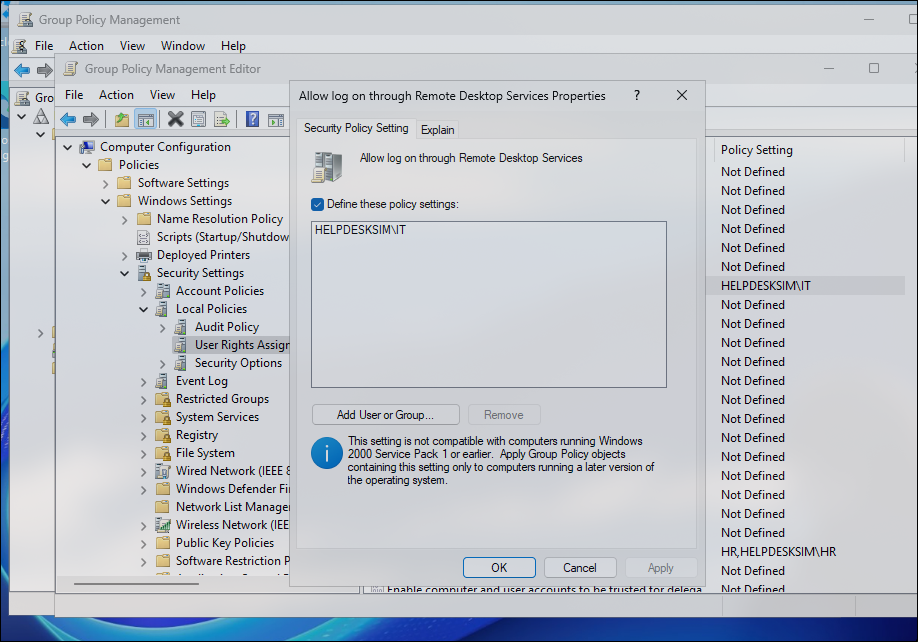 Group Policy Management
File Action View Window Help
Group Policy Management Editor
File Action View Help
Gro
Computer Configuration
Policies
Software Settings
Windows Settings
Name Resolution Policy
Scripts (Startup/Shutdow
Deployed Printers
Security Settings
Account Policies
Local Policies
Audit Policy
User Rights Assign
Security Options
Event Log
Restricted Groups
System Services
Registry
File System
Wired Network (IEEE 8
Windows Defender Fi
Network List Manage
Wireless Network (IEE
Public Key Policies
Software Restriction P
Allow log on through Remote Desktop Services Properties
?
Security Policy Setting Explain
Allow log on through Remote Desktop Services
Define these policy settings:
HELPDESKSIM\IT
Add User or Group... Remove
This setting is not compatible with computers running Windows
2000 Service Pack 1 or earlier. Apply Group Policy objects
containing this setting only to computers running a later version of
the operating system.
OK Cancel Apply
Policy Setting
Not Defined
Not Defined
Not Defined
Not Defined
Not Defined
Not Defined
HELPDESKSIM\IT
Not Defined
Not Defined
Not Defined
Not Defined
Not Defined
Not Defined
Not Defined
Not Defined
Not Defined
Not Defined
Not Defined
Not Defined
Not Defined
HR,HELPDESKSIM\HR
Not Defined
Not Defined
Enable computer and user accounts to be trusted for delega